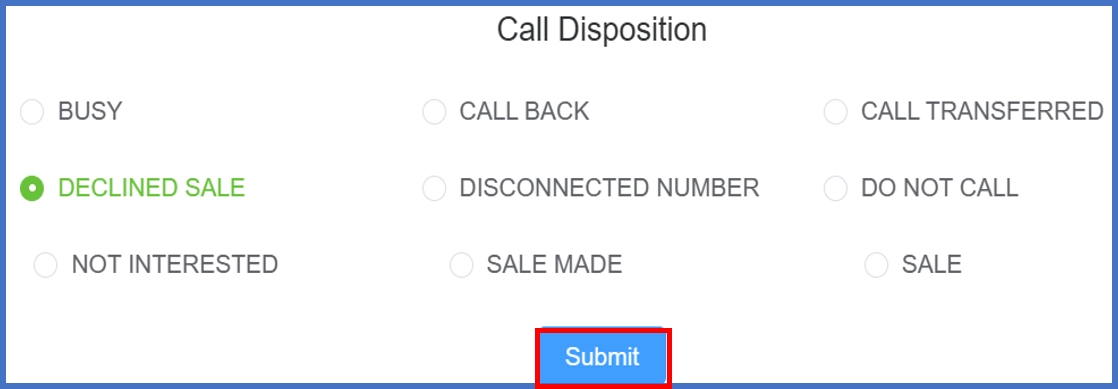 Call Disposition
BUSY CALL BACK CALL TRANSFERRED
DECLINED SALE DISCONNECTED NUMBER DO NOT CALL
NOT INTERESTED SALE MADE SALE
Submit